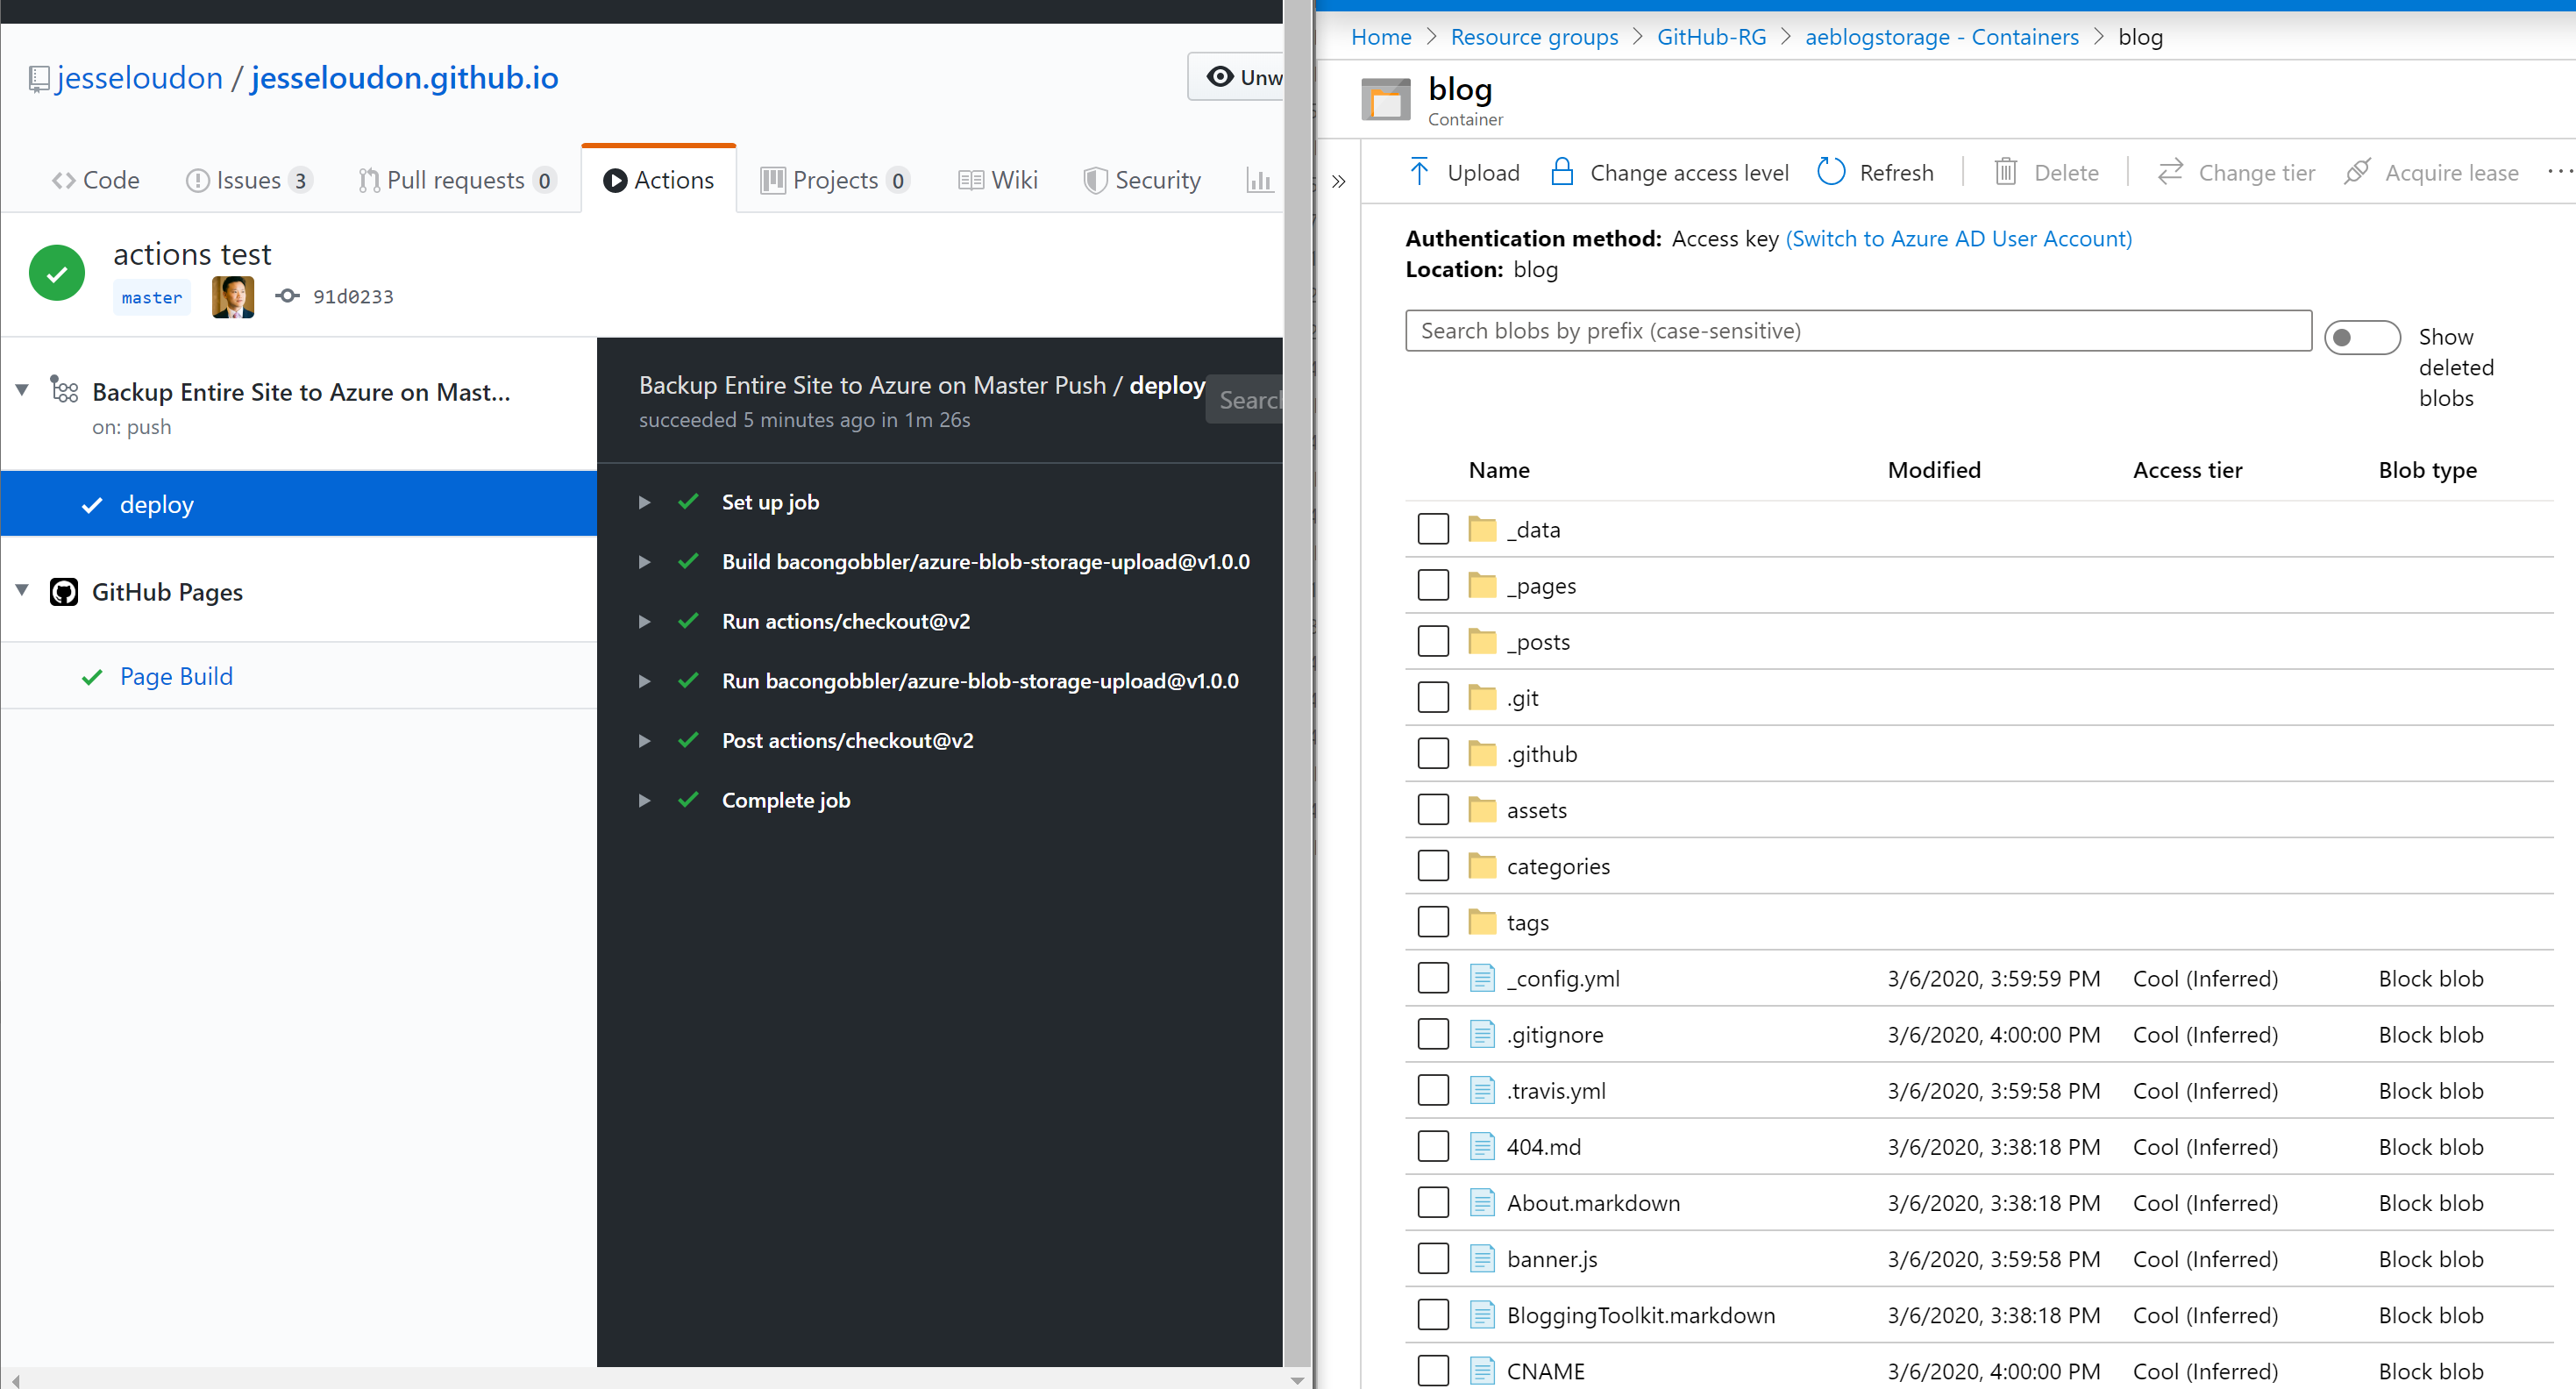 jesseloudon / jesseloudon.github.io
Unw
Code
Issues 3
Pull requests 0
Actions
Projects 0
Wiki
Security
actions test
master
91d0233
Backup Entire Site to Azure on Mast...
on: push
deploy
GitHub Pages
Page Build
Backup Entire Site to Azure on Master Push / deploy
succeeded 5 minutes ago in 1m 26s
Searc
Set up job
Build bacongobbler/azure-blob-storage-upload@v1.0.0
Run actions/checkout@v2
Run bacongobbler/azure-blob-storage-upload@v1.0.0
Post actions/checkout@v2
Complete job
Home > Resource groups > GitHub-RG > aeblogstorage - Containers > blog
blog
Container
Upload
Change access level
Refresh
Delete
Change tier
Acquire lease
...
Authentication method: Access key (Switch to Azure AD User Account)
Location: blog
Search blobs by prefix (case-sensitive)
Show
deleted
blobs
Name Modified Access tier Blob type
_data
_pages
_posts
.git
.github
assets
categories
tags
_config.yml 3/6/2020, 3:59:59 PM Cool (Inferred) Block blob
.gitignore 3/6/2020, 4:00:00 PM Cool (Inferred) Block blob
.travis.yml 3/6/2020, 3:59:58 PM Cool (Inferred) Block blob
404.md 3/6/2020, 3:38:18 PM Cool (Inferred) Block blob
About.markdown 3/6/2020, 3:38:18 PM Cool (Inferred) Block blob
banner.js 3/6/2020, 3:59:58 PM Cool (Inferred) Block blob
BloggingToolkit.markdown 3/6/2020, 3:38:18 PM Cool (Inferred) Block blob
CNAME 3/6/2020, 4:00:00 PM Cool (Inferred) Block blob